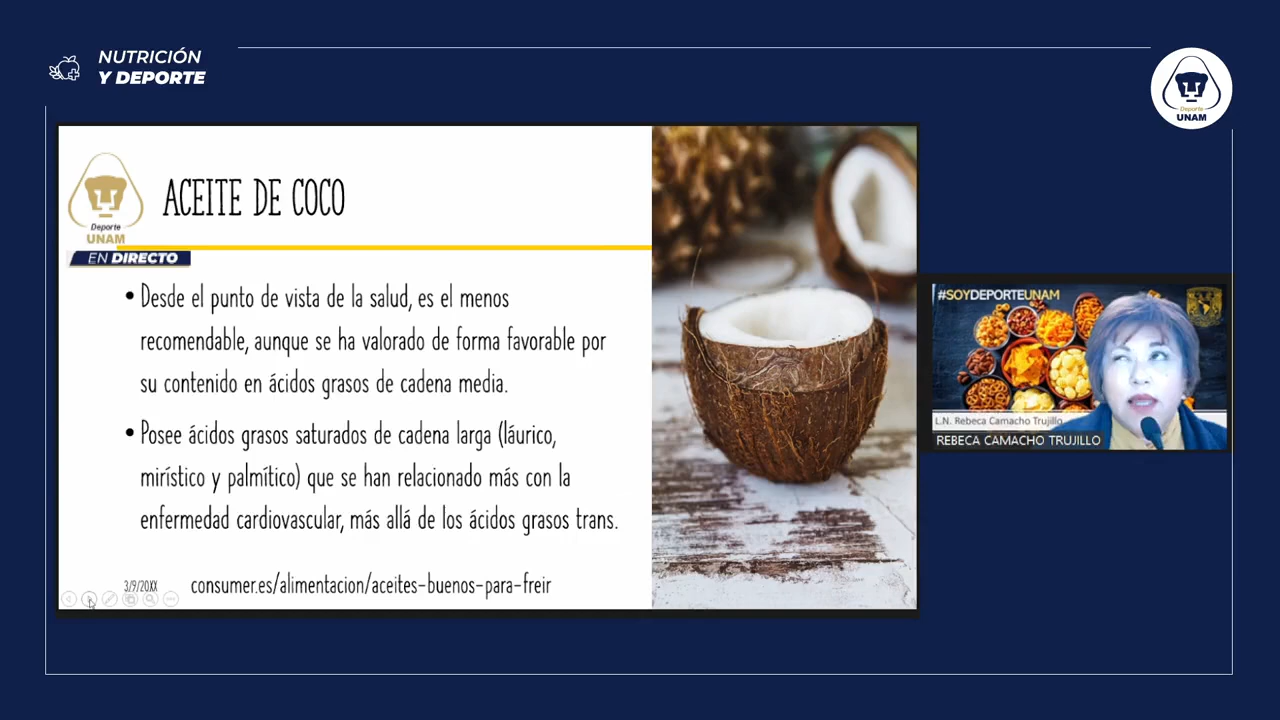 NUTRICIÓN
Y DEPORTE
Deporte
UNAM
ACEITE DE COCO
Deporte
UNAM
EN DIRECTO
• Desde el punto de vista de la salud, es el menos
recomendable, aunque se ha valorado de forma favorable por
su contenido en ácidos grasos de cadena media.
• Posee ácidos grasos saturados de cadena larga (láurico,
mirístico y palmítico) que se han relacionado más con la
enfermedad cardiovascular, más allá de los ácidos grasos trans.
3/9/20XX
consumer.es/alimentacion/aceites-buenos-para-freir
#SOYDEPORTEUNAM
L.N. Rebeca Camacho Trujillo
REBECA CAMACHO TRUJILLO